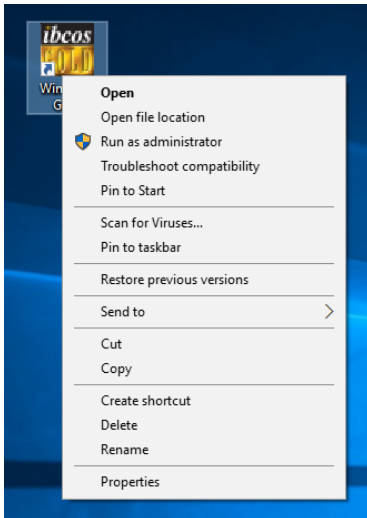 ibcos
GOLD
Open
Open file location
Run as administrator
Troubleshoot compatibility
Pin to Start
Scan for Viruses...
Pin to taskbar
Restore previous versions
Send to
Cut
Copy
Create shortcut
Delete
Rename
Properties